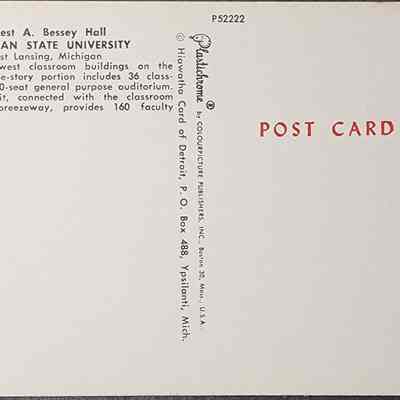 P52222
est A. Bessey Hall
AN STATE UNIVERSITY
st Lansing, Michigan
west classroom buildings on the
e-story portion includes 36 class-
0-seat general purpose auditorium.
it, connected with the classroom
breezeway, provides 160 faculty
Plastichrome® by COLOURPICTURE PUBLISHERS, INC., Boston 30, Mass., U.S.A.
© Hiawatha Card of Detroit, P. O. Box 488, Ypsilanti, Mich.
POST CARD